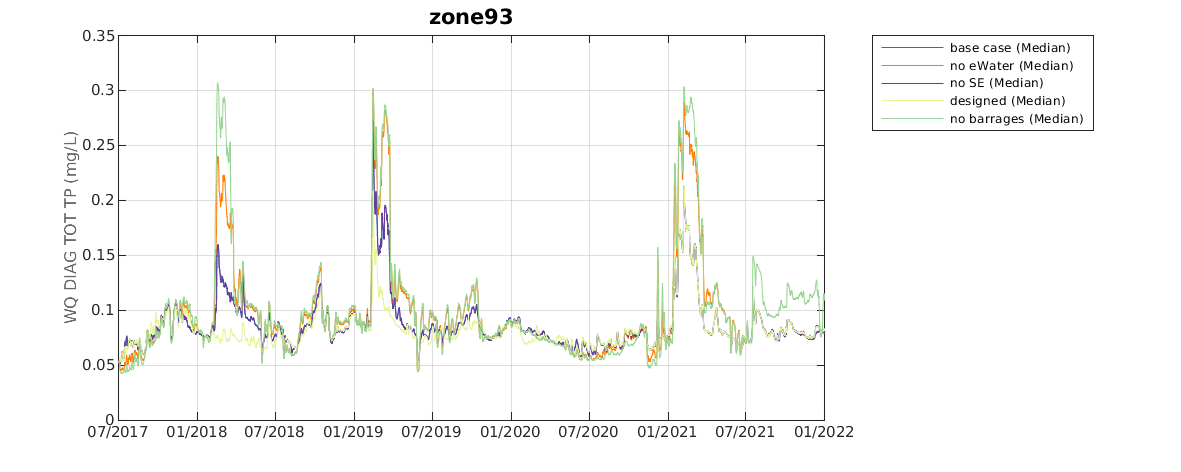 zone93
WQ DIAG TOT TP (mg/L)
0.35
0.3
0.25
0.2
0.15
0.1
0.05
0
07/2017 01/2018 07/2018 01/2019 07/2019 01/2020 07/2020 01/2021 07/2021 01/2022
base case (Median)
no eWater (Median)
no SE (Median)
designed (Median)
no barrages (Median)